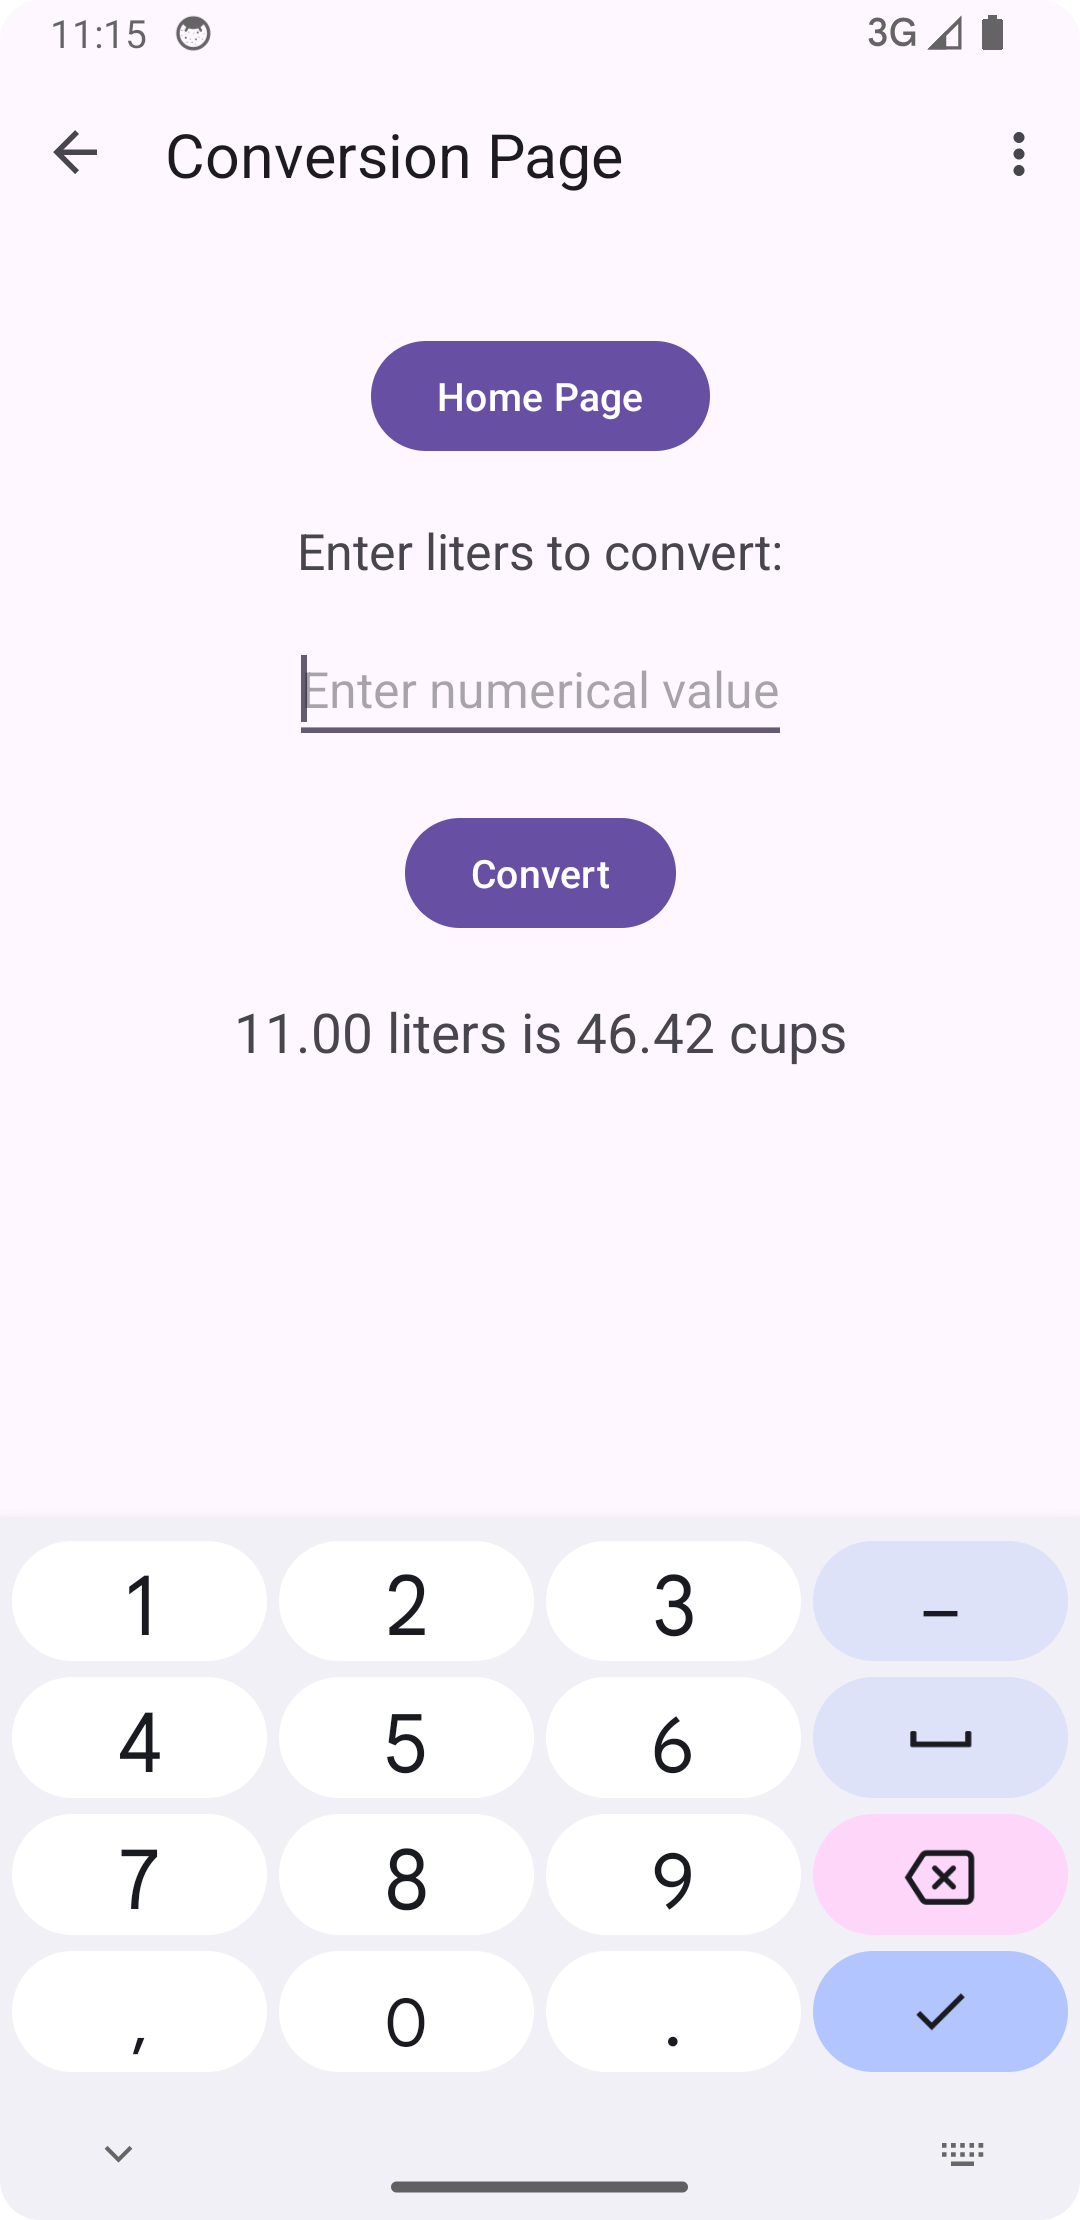 11:15 3G
Conversion Page
Home Page
Enter liters to convert:
Enter numerical value
Convert
11.00 liters is 46.42 cups
1 2 3 –
4 5 6
7 8 9
, 0 .